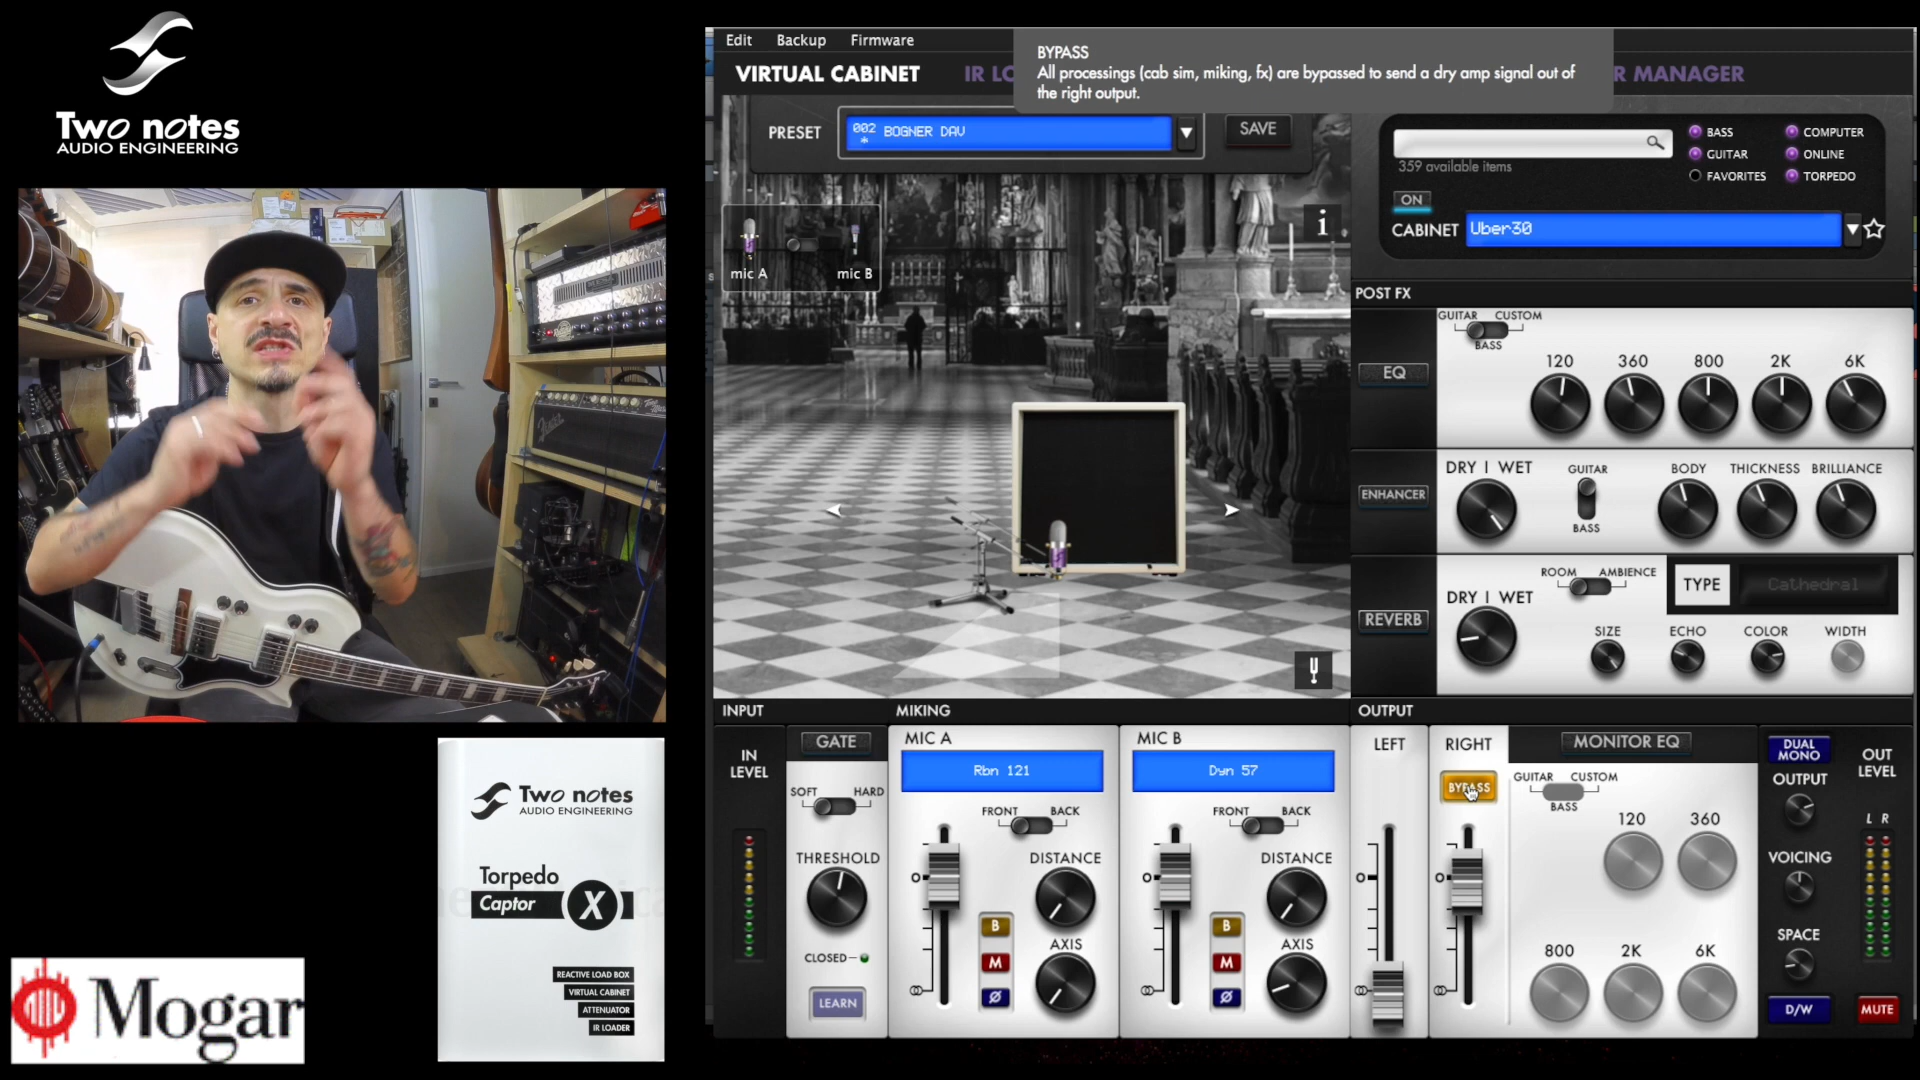 Two notes
AUDIO ENGINEERING
Edit Backup Firmware
BYPASS
All processings (cab sim, miking, fx) are bypassed to send a dry amp signal out of
the right output.
VIRTUAL CABINET IR LO R MANAGER
PRESET
002 BOGNER DAV
*
SAVE
359 available items
BASS
COMPUTER
GUITAR
ONLINE
FAVORITES
TORPEDO
ON
CABINET
Uber30
mic A
mic B
i
POST FX
EQ
GUITAR CUSTOM
BASS
120 360 800 2K 6K
ENHANCER
DRY | WET
GUITAR
BASS
BODY THICKNESS BRILLIANCE
REVERB
DRY | WET
ROOM AMBIENCE
TYPE
Cathedral
SIZE ECHO COLOR WIDTH
INPUT
MIKING
OUTPUT
IN
LEVEL
GATE
SOFT HARD
THRESHOLD
CLOSED
LEARN
MIC A
Rbn 121
FRONT BACK
DISTANCE
AXIS
B
M
Ø
MIC B
Dyn 57
FRONT BACK
DISTANCE
AXIS
B
M
Ø
LEFT
RIGHT
BYPASS
MONITOR EQ
GUITAR CUSTOM
BASS
120 360
800 2K 6K
DUAL
MONO
OUTPUT
VOICING
SPACE
D/W
OUT
LEVEL
L R
MUTE
Two notes
AUDIO ENGINEERING
Torpedo
Captor X
REACTIVE LOAD BOX
VIRTUAL CABINET
ATTENUATOR
IR LOADER
Mogar